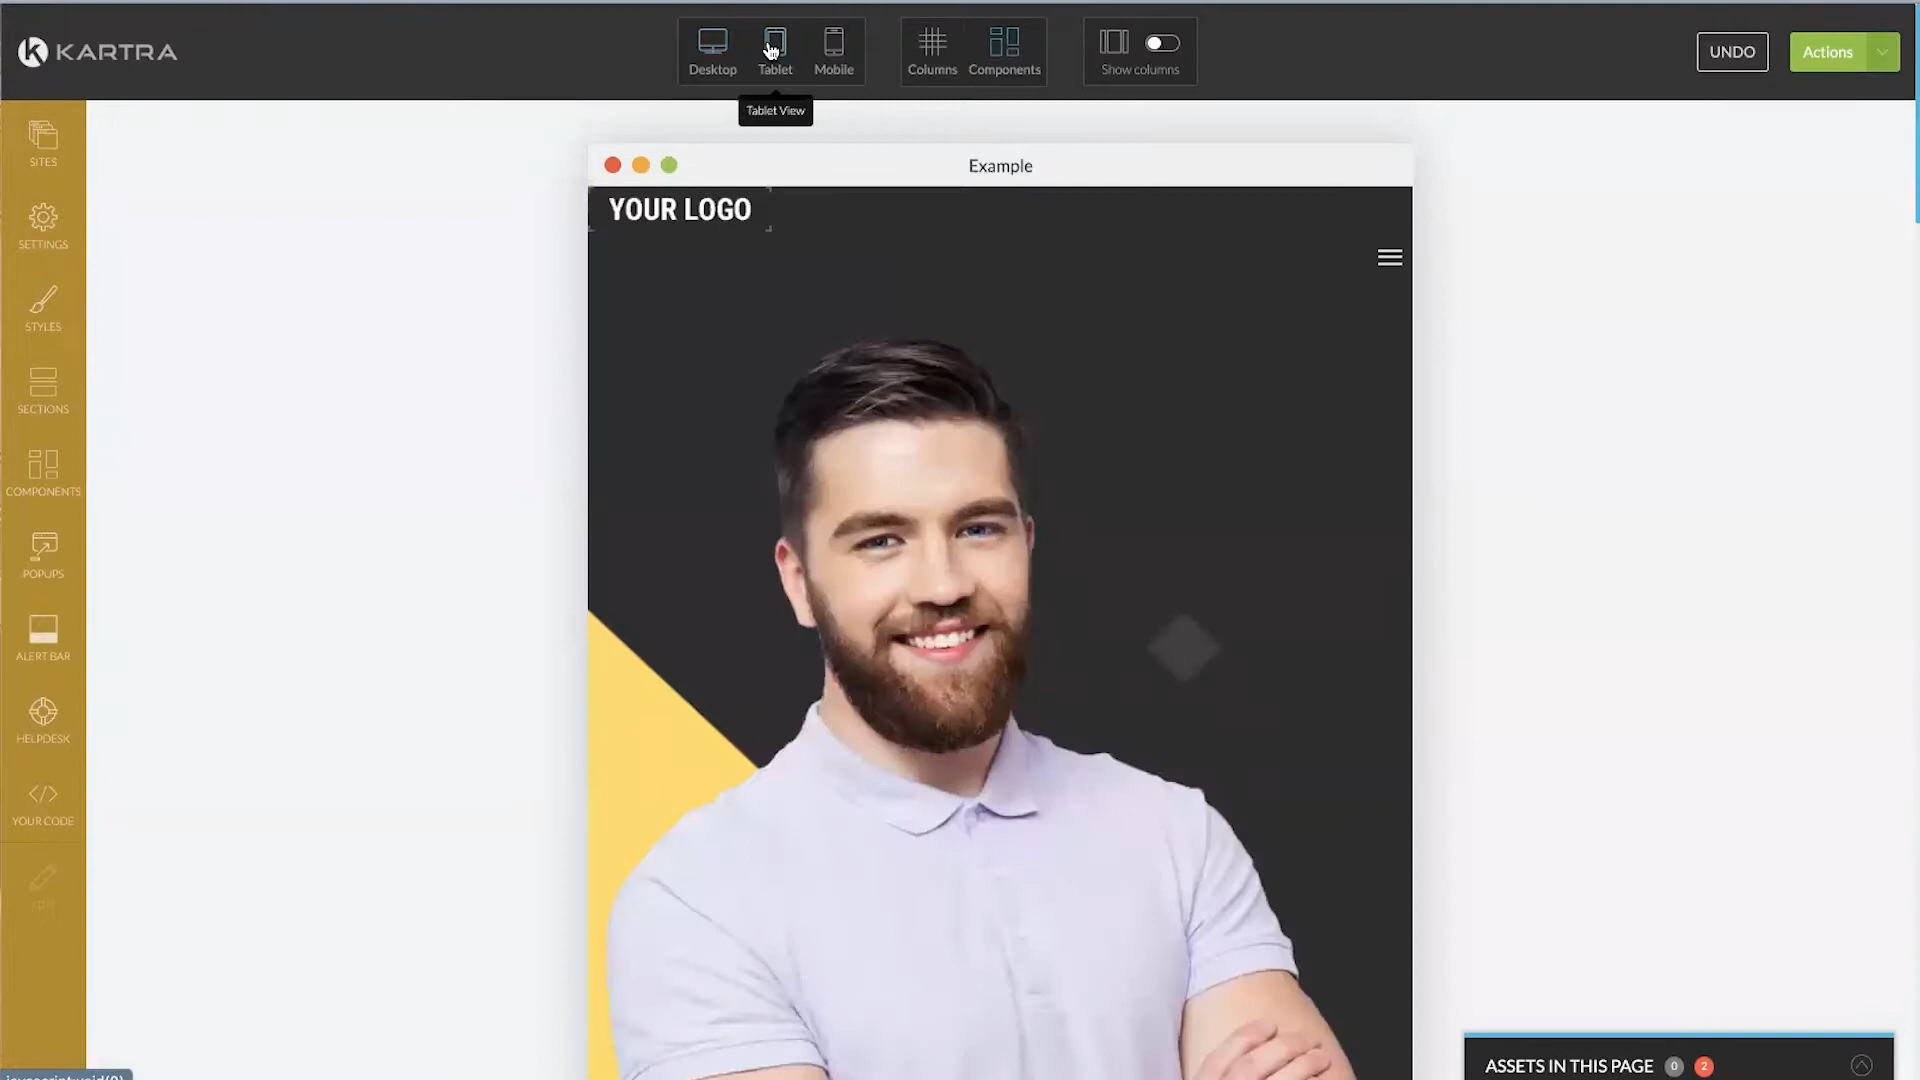 KARTRA
Desktop
Tablet
Mobile
Columns
Components
Show columns
UNDO
Actions
Tablet View
SITES
SETTINGS
STYLES
SECTIONS
COMPONENTS
POPUPS
ALERT BAR
HELPDESK
YOUR CODE
Example
YOUR LOGO
ASSETS IN THIS PAGE 0 2